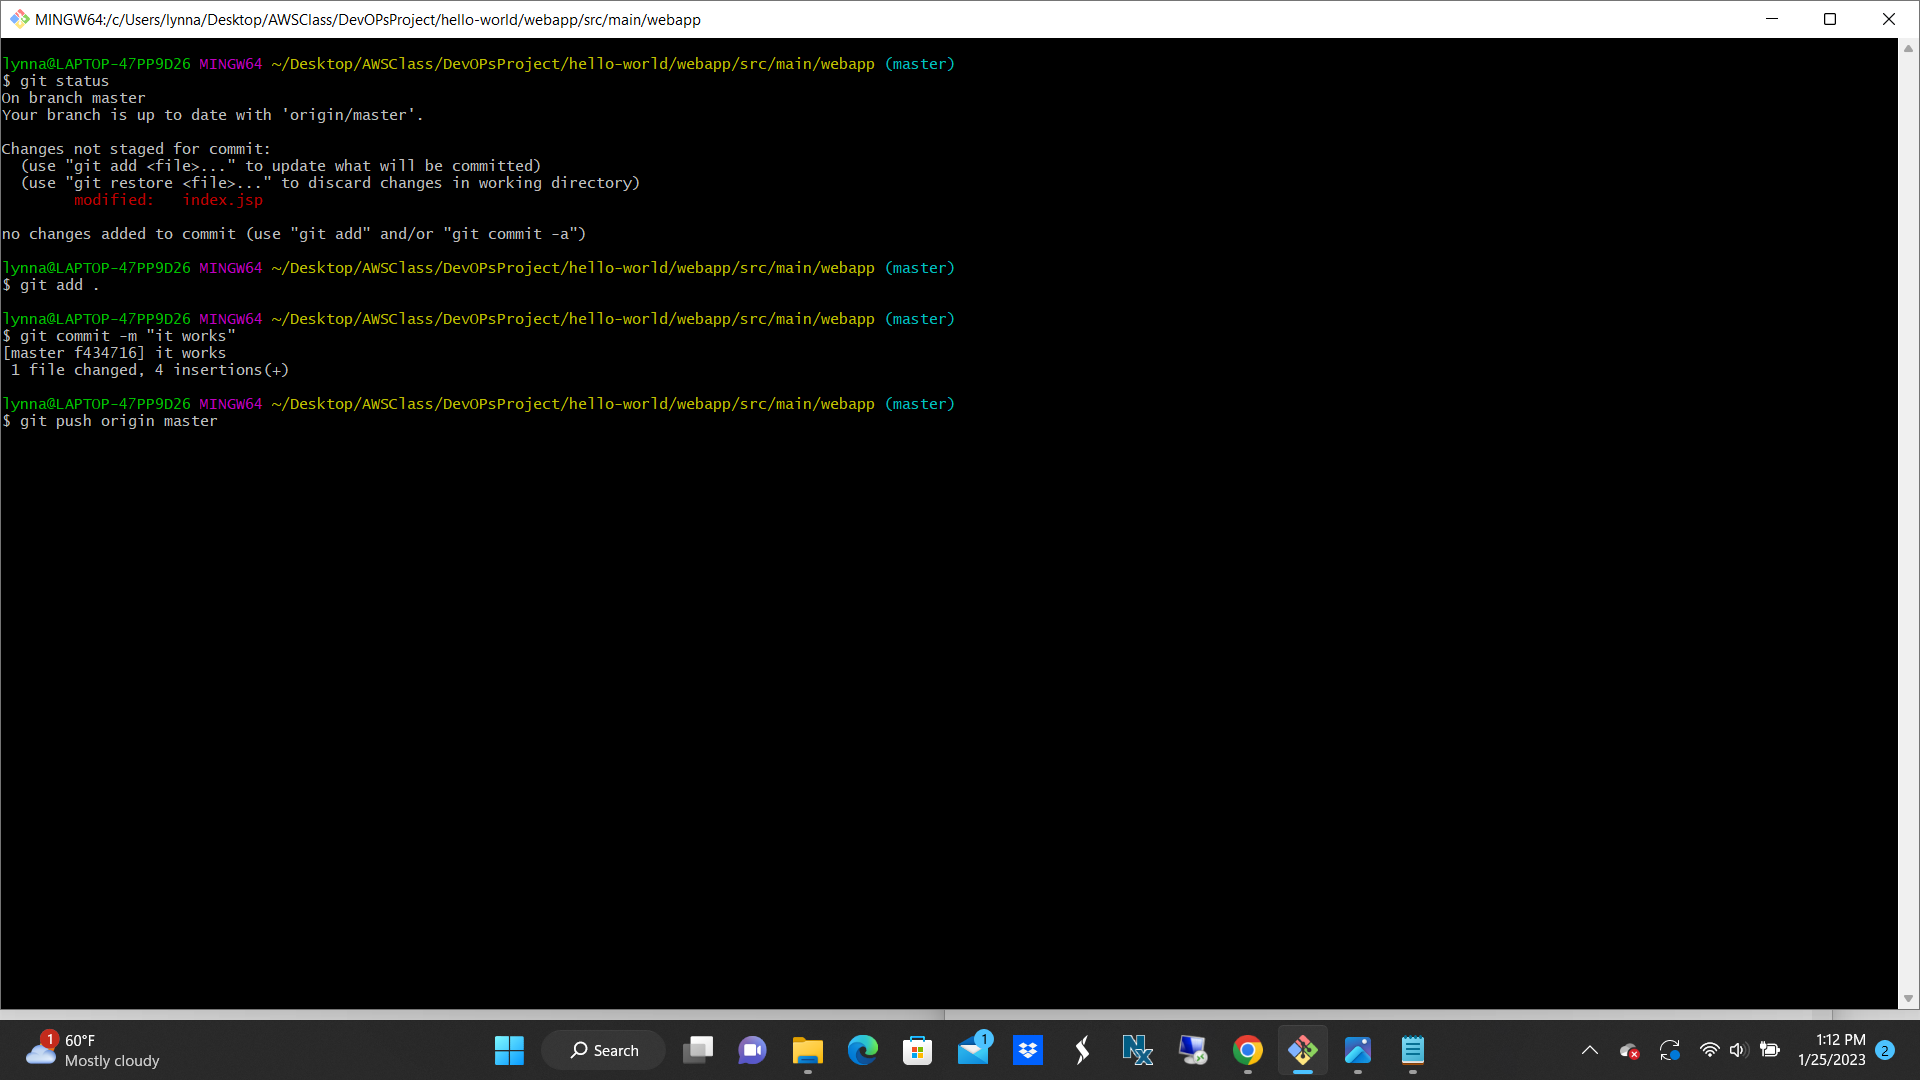 MINGW64:/c/Users/lynna/Desktop/AWSClass/DevOPsProject/hello-world/webapp/src/main/webapp
lynna@LAPTOP-47PP9D26 MINGW64 ~/Desktop/AWSClass/DevOPsProject/hello-world/webapp/src/main/webapp (master)
$ git status
On branch master
Your branch is up to date with 'origin/master'.
Changes not staged for commit:
  (use "git add <file>..." to update what will be committed)
  (use "git restore <file>..." to discard changes in working directory)
        modified:   index.jsp
no changes added to commit (use "git add" and/or "git commit -a")
lynna@LAPTOP-47PP9D26 MINGW64 ~/Desktop/AWSClass/DevOPsProject/hello-world/webapp/src/main/webapp (master)
$ git add .
lynna@LAPTOP-47PP9D26 MINGW64 ~/Desktop/AWSClass/DevOPsProject/hello-world/webapp/src/main/webapp (master)
$ git commit -m "it works"
[master f434716] it works
 1 file changed, 4 insertions(+)
lynna@LAPTOP-47PP9D26 MINGW64 ~/Desktop/AWSClass/DevOPsProject/hello-world/webapp/src/main/webapp (master)
$ git push origin master
1
60°F
Mostly cloudy
Search
1
Nx
1:12 PM
1/25/2023
2